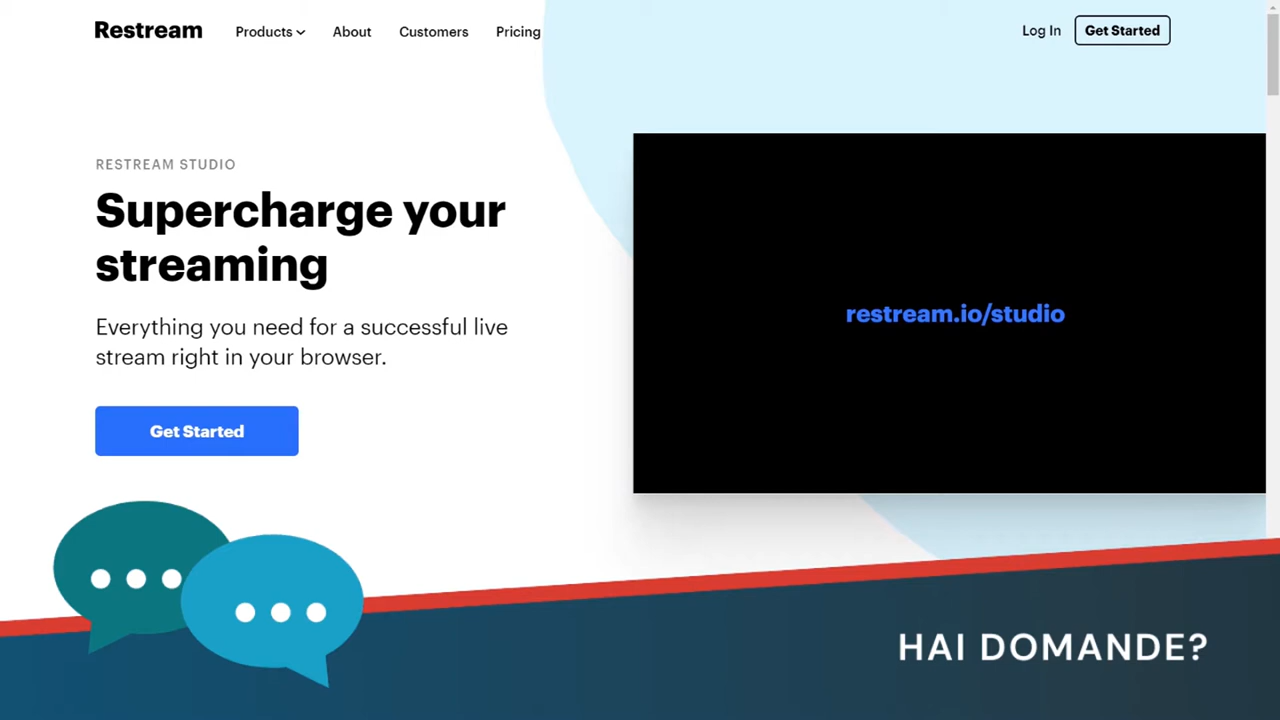 Restream
Products
About
Customers
Pricing
Log In
Get Started
RESTREAM STUDIO
Supercharge your
streaming
Everything you need for a successful live
stream right in your browser.
Get Started
restream.io/studio
HAI DOMANDE?